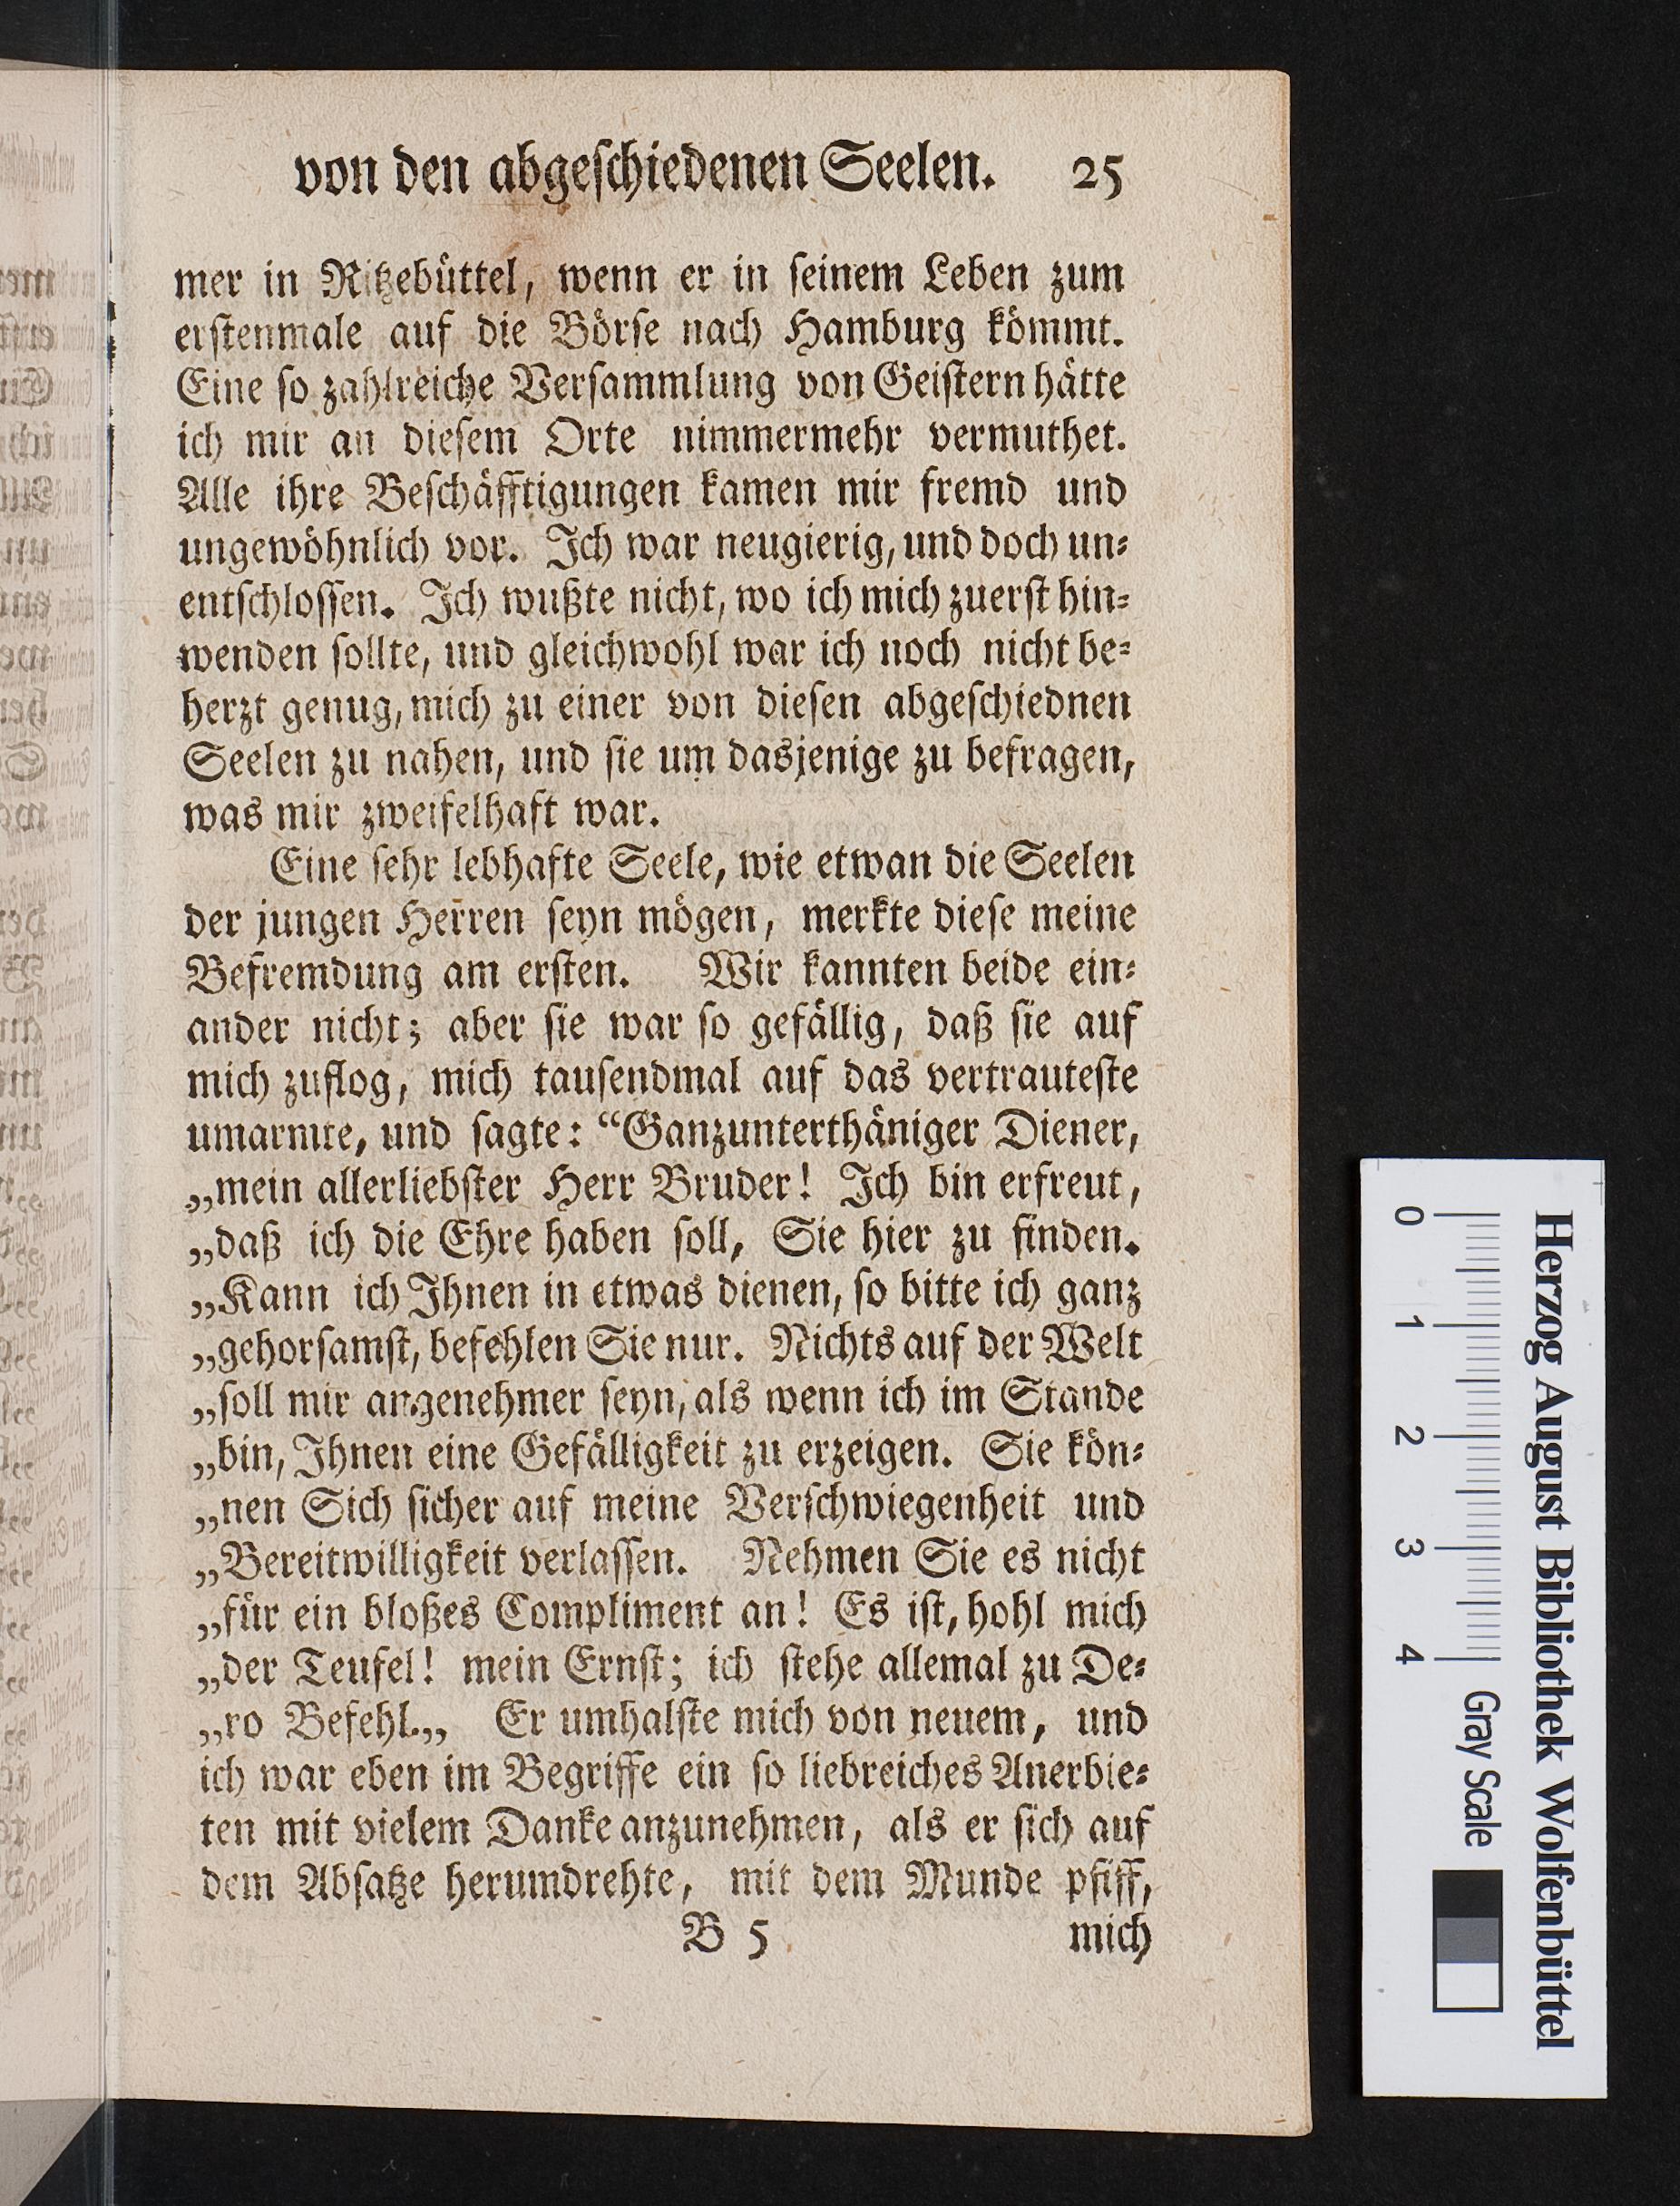 von den abgeſchiedenen Seelen. 25
mer in Ritzebüttel, wenn er in ſeinem Leben zum
erſtenmale auf die Börſe nach Hamburg kömmt.
Eine ſo zahlreiche Verſammlung von Geiſtern hätte
ich mir an dieſem Orte nimmermehr vermuthet.
Alle ihre Beſchäfftigungen kamen mir fremd und
ungewöhnlich vor. Ich war neugierig, und doch un⸗
entſchloſſen. Ich wußte nicht, wo ich mich zuerſt hin⸗
wenden ſollte, und gleichwohl war ich noch nicht be⸗
herzt genug, mich zu einer von dieſen abgeſchiednen
Seelen zu nahen, und ſie um dasjenige zu befragen,
was mir zweifelhaft war.
Eine ſehr lebhafte Seele, wie etwan die Seelen
der jungen Herren ſeyn mögen, merkte dieſe meine
Befremdung am erſten. Wir kannten beide ein⸗
ander nicht; aber ſie war ſo gefällig, daß ſie auf
mich zuflog, mich tauſendmal auf das vertrauteſte
umarmte, und ſagte: “Ganzunterthäniger Diener,
„mein allerliebſter Herr Bruder! Ich bin erfreut,
„daß ich die Ehre haben ſoll, Sie hier zu finden.
„Kann ich Ihnen in etwas dienen, ſo bitte ich ganz
„gehorſamſt, befehlen Sie nur. Nichts auf der Welt
„ſoll mir angenehmer ſeyn, als wenn ich im Stande
„bin, Ihnen eine Gefälligkeit zu erzeigen. Sie kön⸗
„nen Sich ſicher auf meine Verſchwiegenheit und
„Bereitwilligkeit verlaſſen. Nehmen Sie es nicht
„für ein bloßes Compliment an! Es iſt, hohl mich
„der Teufel! mein Ernſt; ich ſtehe allemal zu De⸗
„ro Befehl.„ Er umhalſte mich von neuem, und
ich war eben im Begriffe ein ſo liebreiches Anerbie⸗
ten mit vielem Danke anzunehmen, als er ſich auf
dem Abſatze herumdrehte, mit dem Munde pfiff,
B 5 mich
Herzog August Bibliothek Wolfenbüttel
0 1 2 3 4 Gray Scale